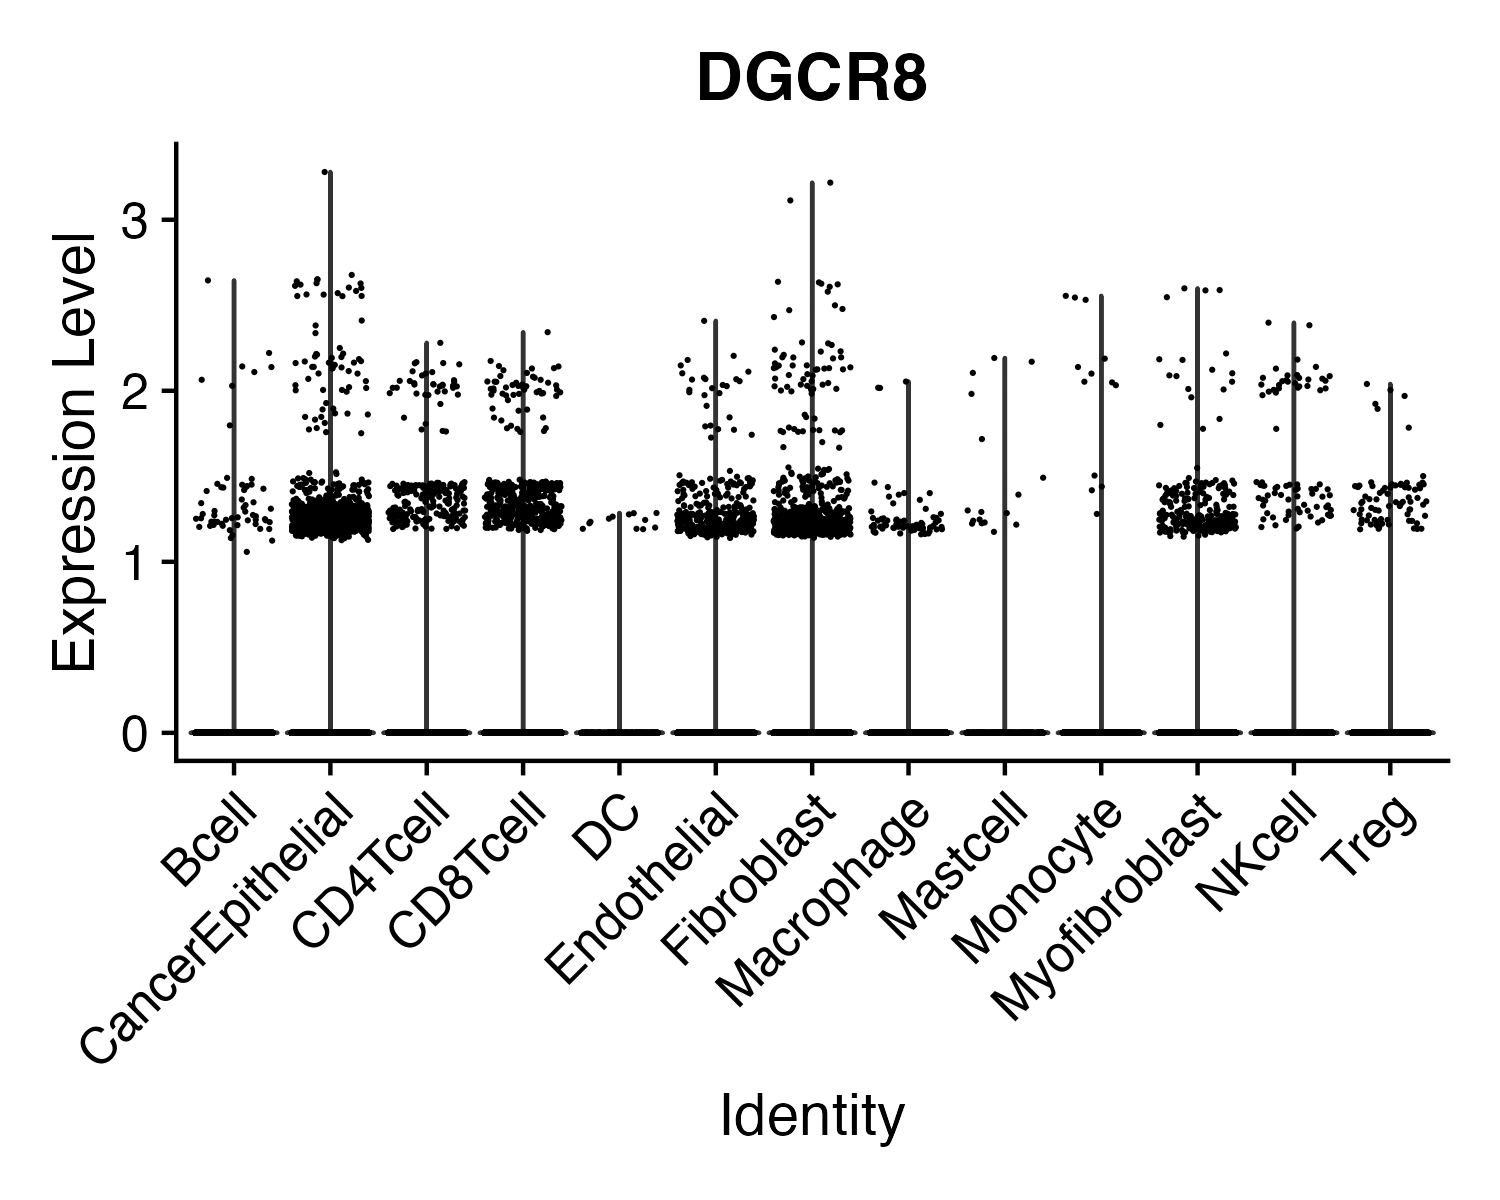 DGCR8
Expression Level
3
2
1
0
Bcell
CancerEpithelial
CD4Tcell
CD8Tcell
DC
Endothelial
Fibroblast
Macrophage
Mastcell
Monocyte
Myofibroblast
NKcell
Treg
Identity